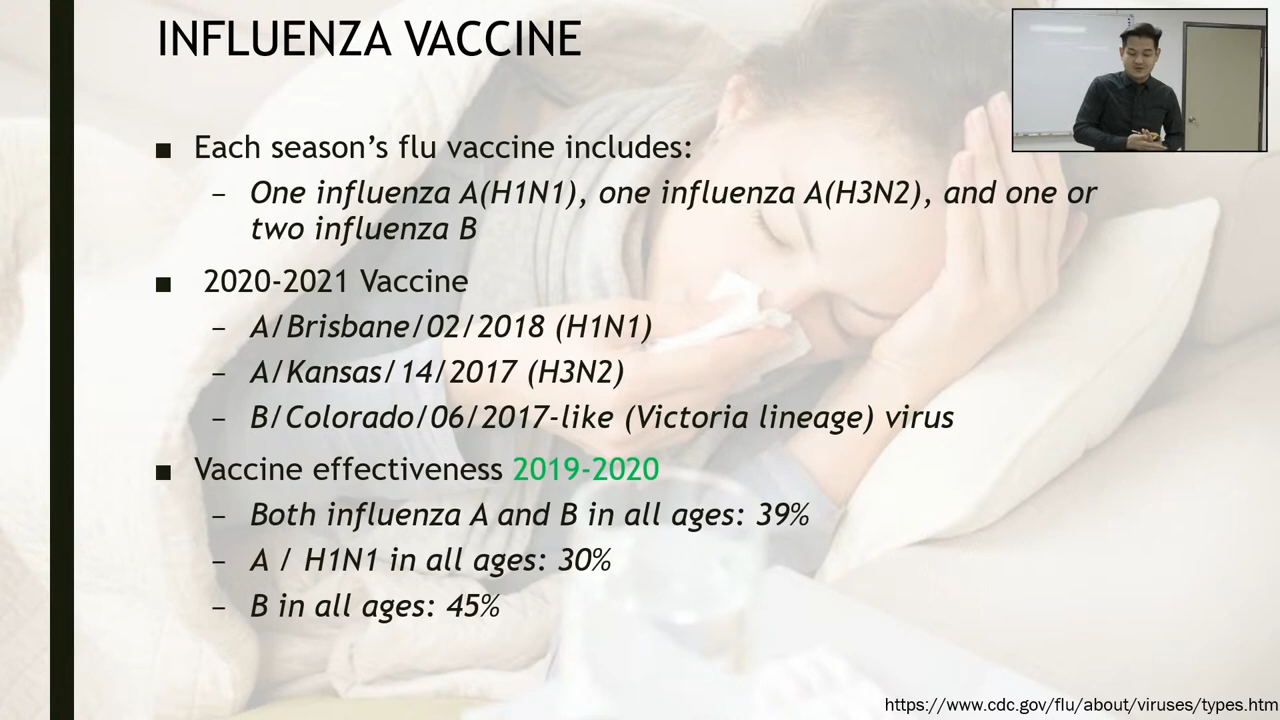 INFLUENZA VACCINE
■ Each season's flu vaccine includes:
– One influenza A(H1N1), one influenza A(H3N2), and one or
two influenza B
■ 2020-2021 Vaccine
– A/Brisbane/02/2018 (H1N1)
– A/Kansas/14/2017 (H3N2)
– B/Colorado/06/2017-like (Victoria lineage) virus
■ Vaccine effectiveness 2019-2020
– Both influenza A and B in all ages: 39%
– A / H1N1 in all ages: 30%
– B in all ages: 45%
https://www.cdc.gov/flu/about/viruses/types.htm